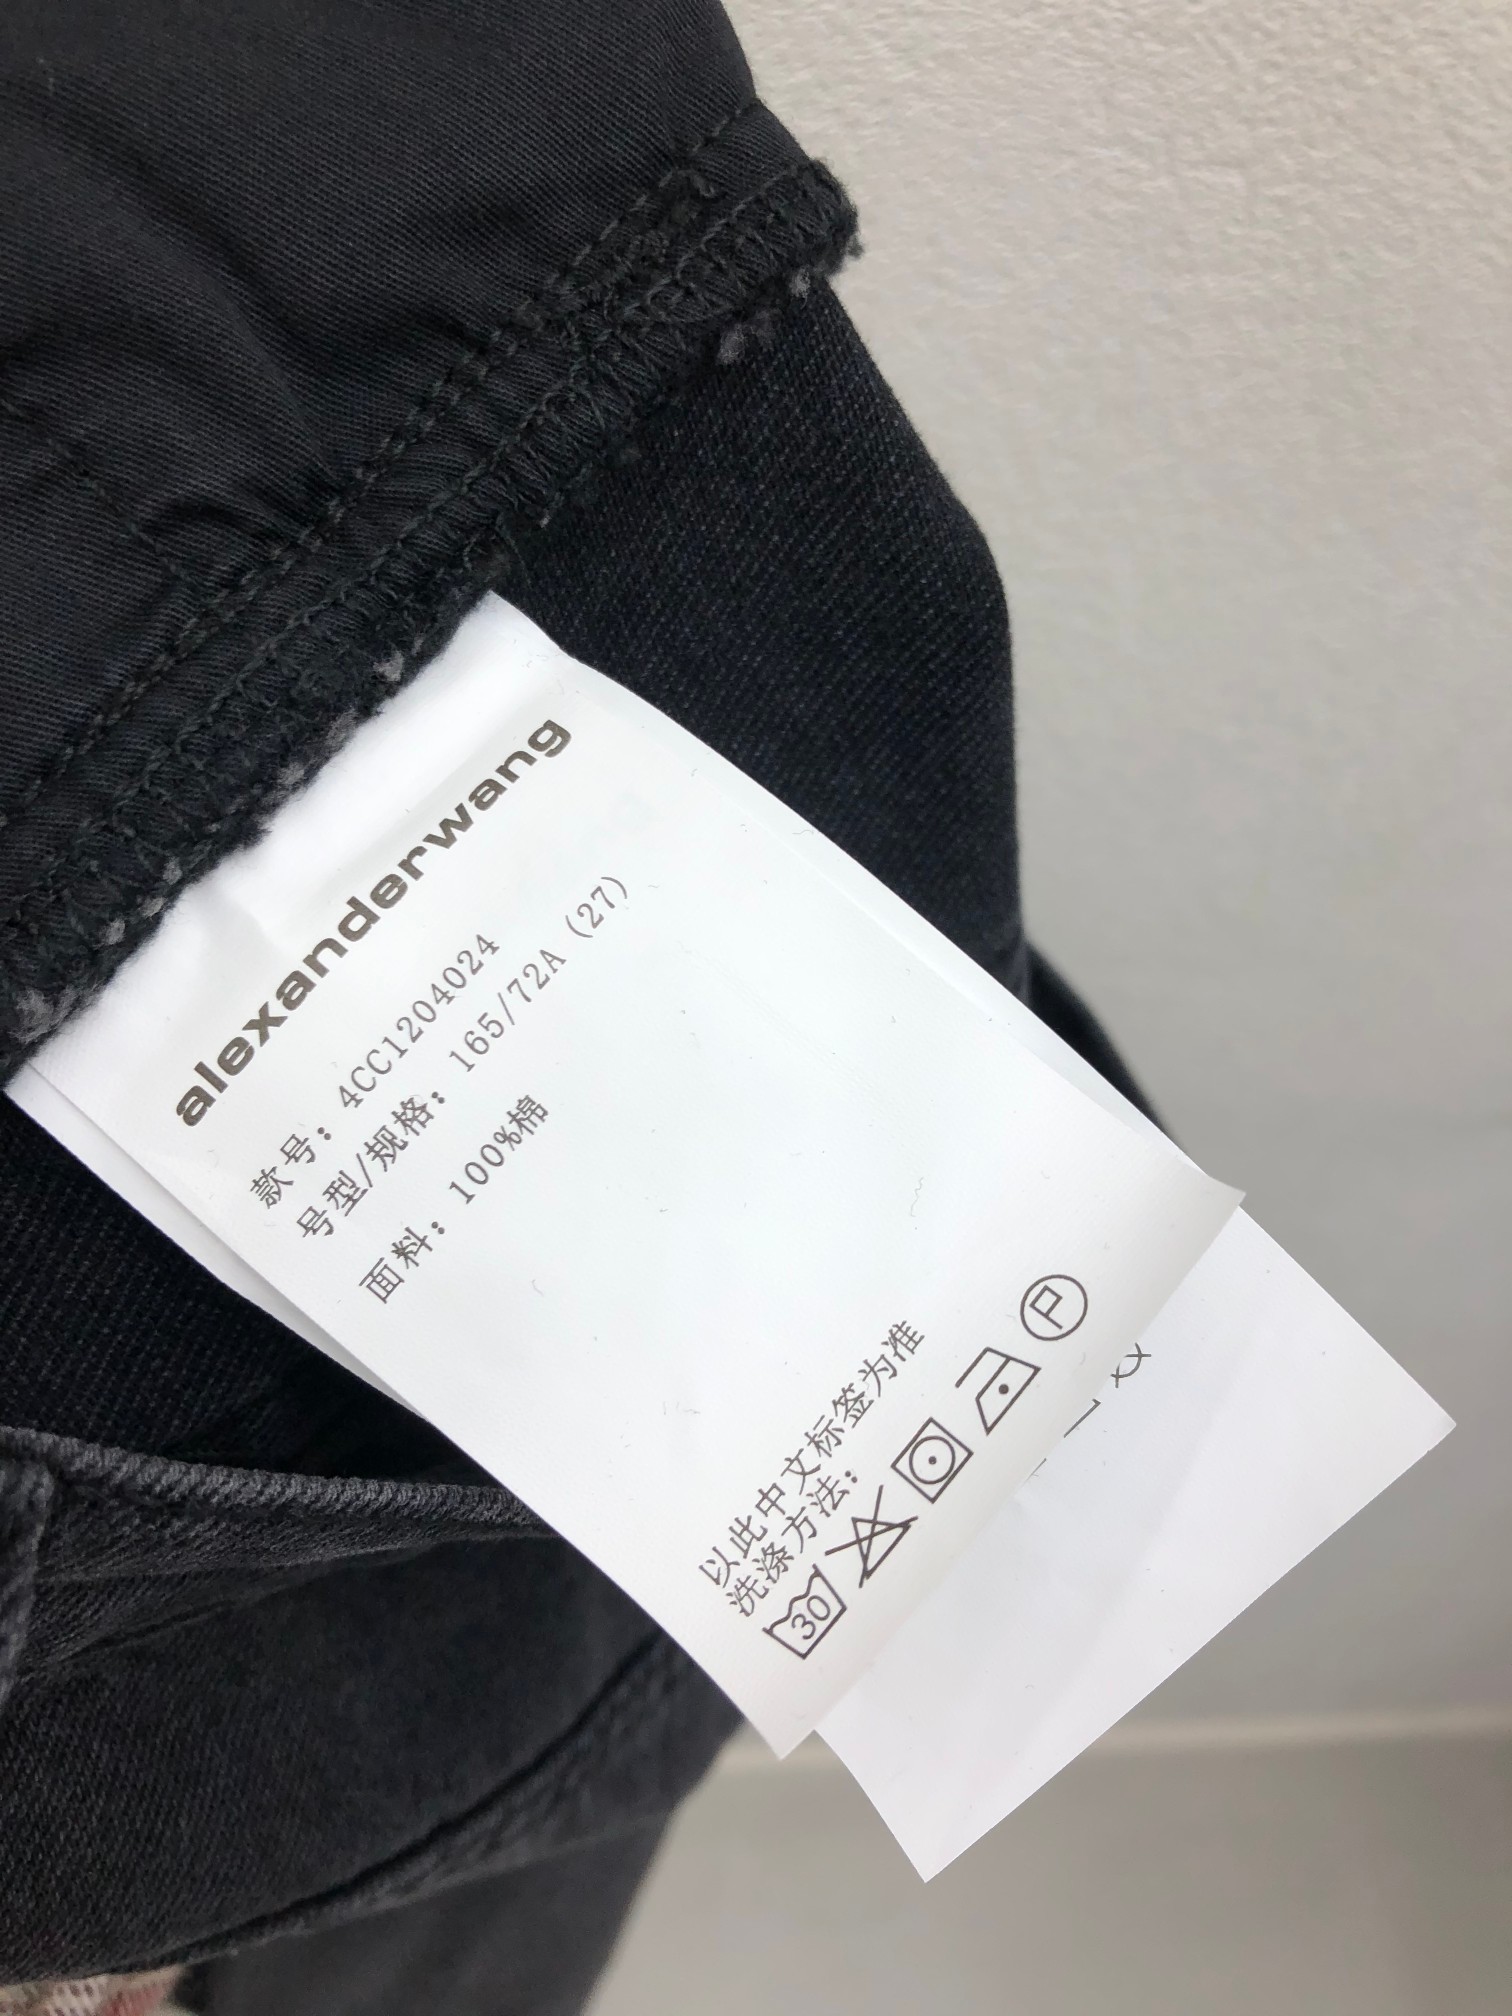 alexanderwang
款号: 4CC1204024
号型/规格: 165/72A (27)
面料: 100%棉
以此中文标签为准
洗涤方法:
30
P